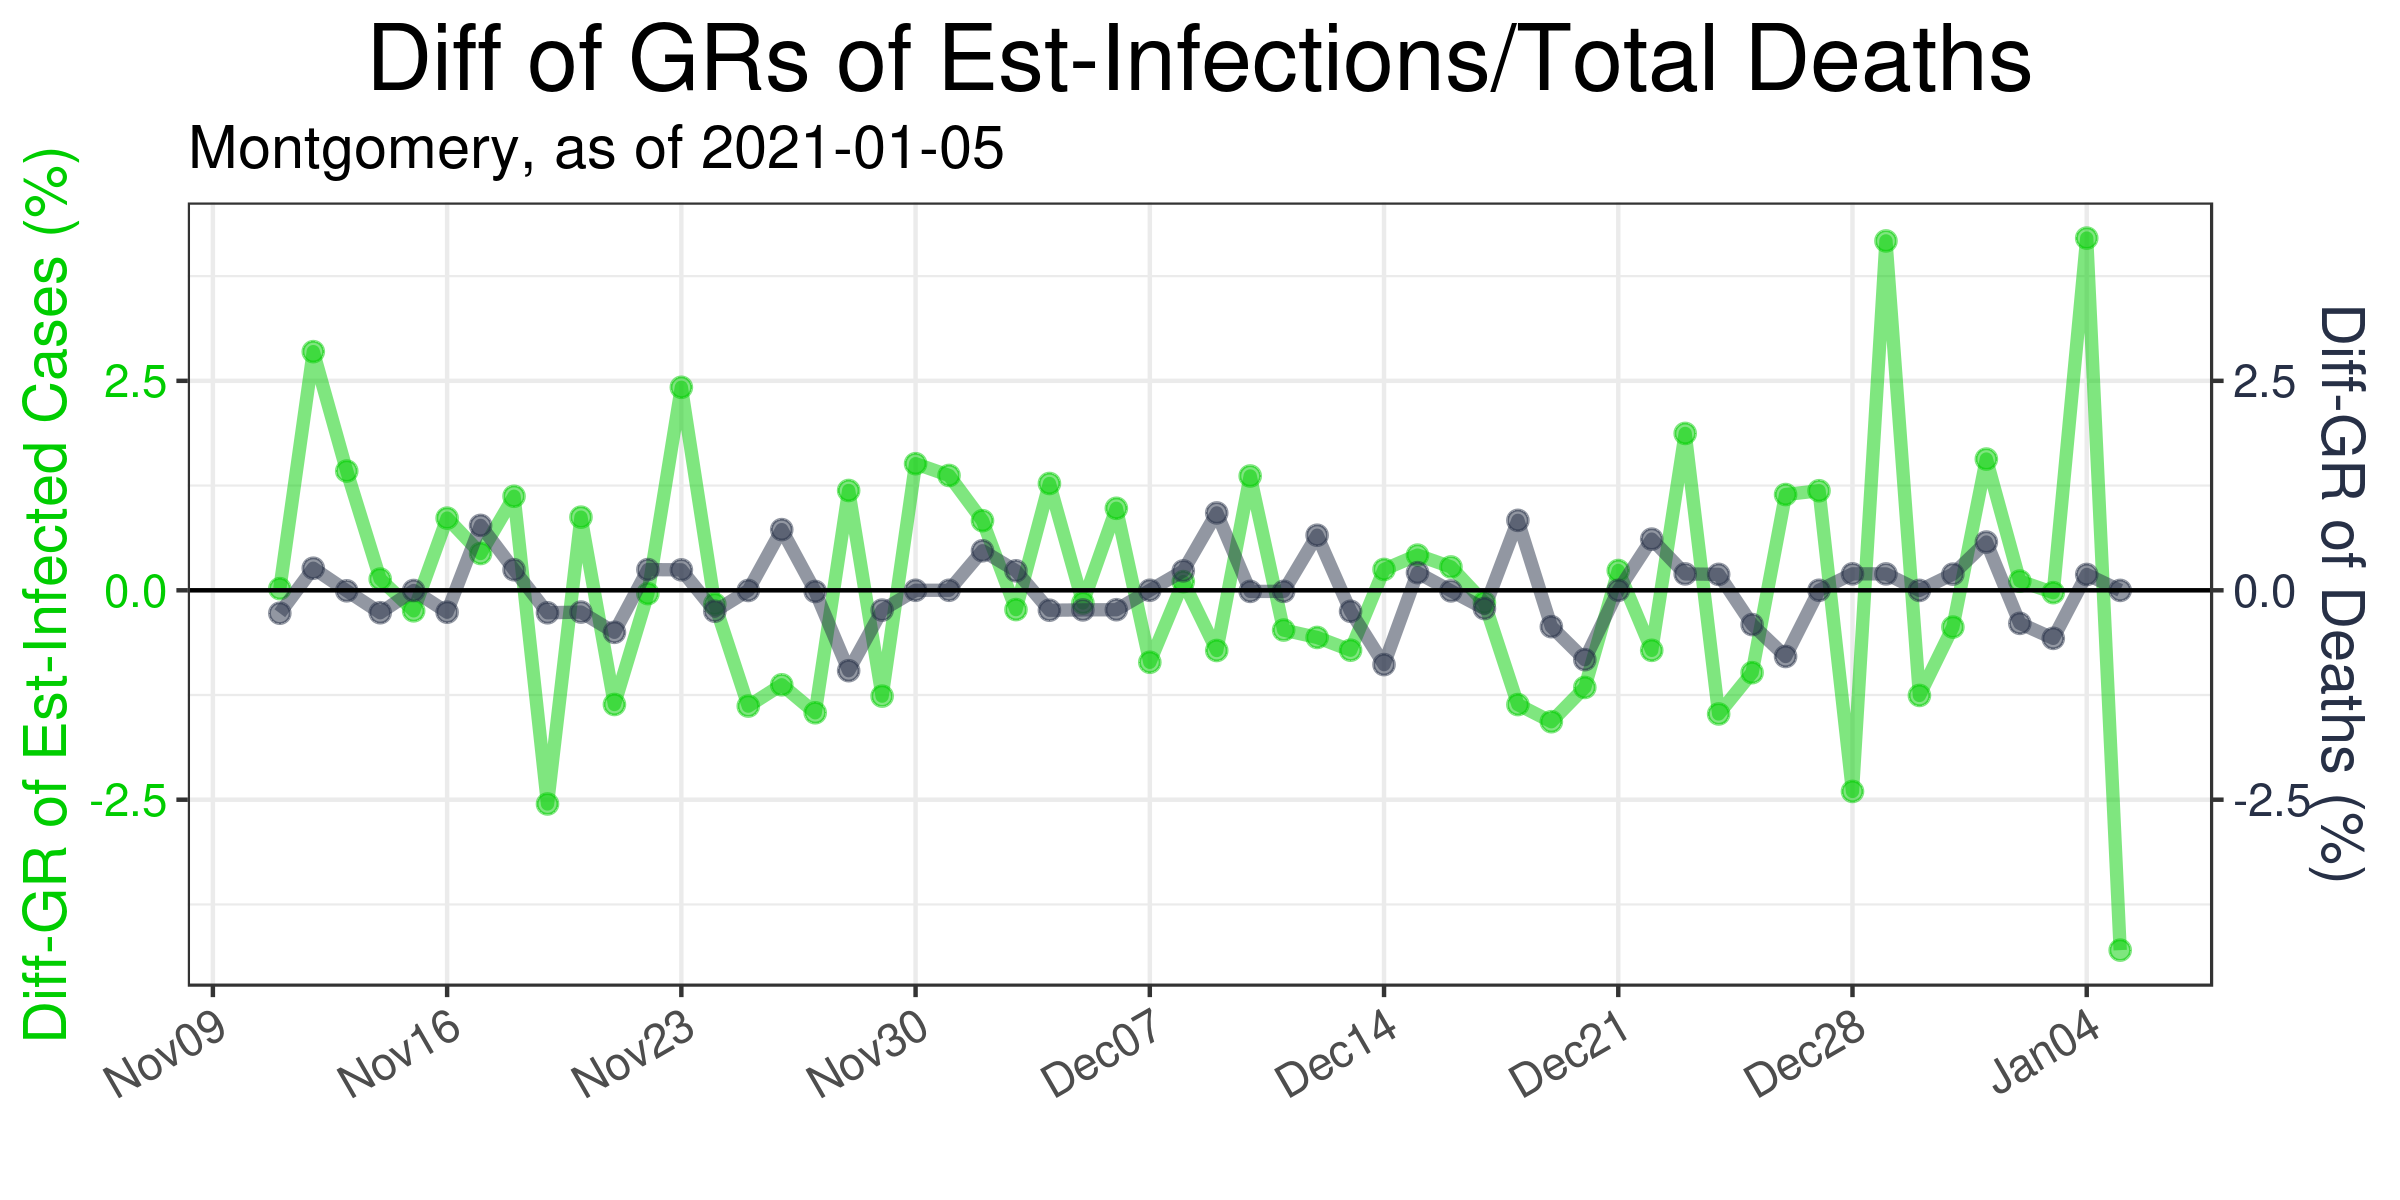 Diff of GRs of Est-Infections/Total Deaths
Montgomery, as of 2021-01-05
Diff-GR of Est-Infected Cases (%)
2.5
0.0
-2.5
2.5
0.0
-2.5
Diff-GR of Deaths (%)
Nov09
Nov16
Nov23
Nov30
Dec07
Dec14
Dec21
Dec28
Jan04